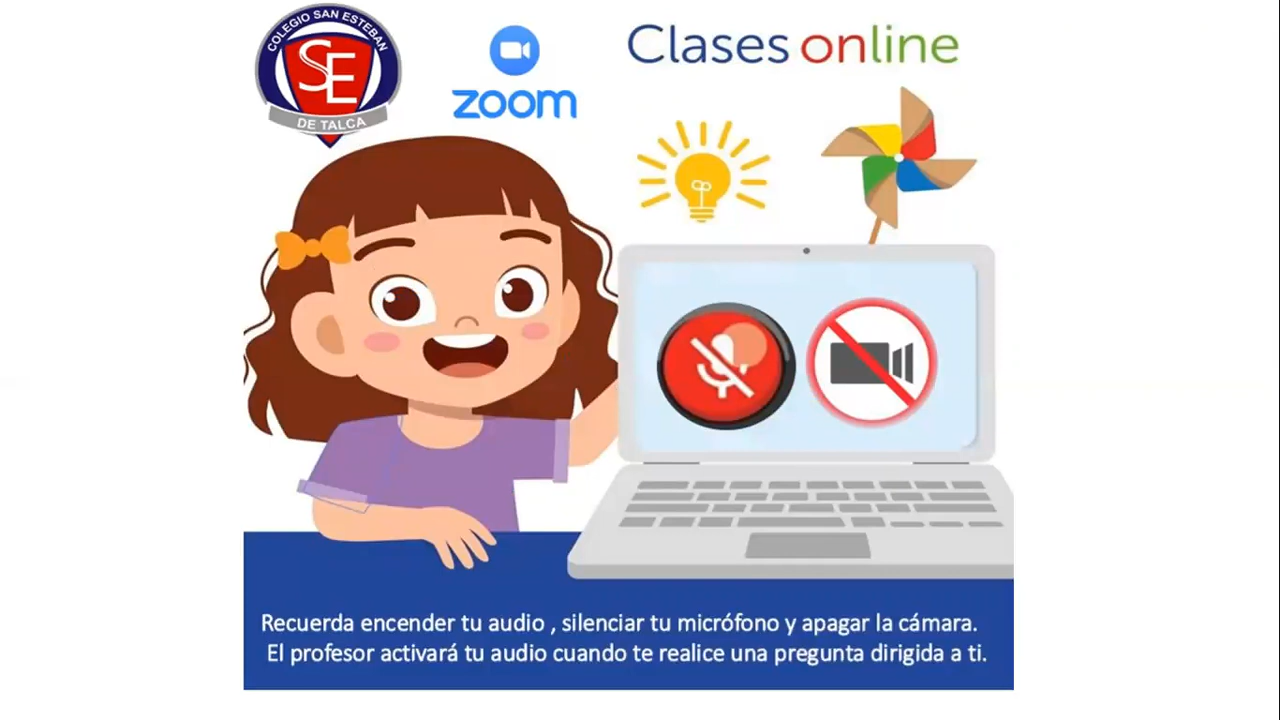 COLEGIO SAN ESTEBAN
SE
DE TALCA
zoom
Clases online
Recuerda encender tu audio , silenciar tu micrófono y apagar la cámara.
El profesor activará tu audio cuando te realice una pregunta dirigida a ti.